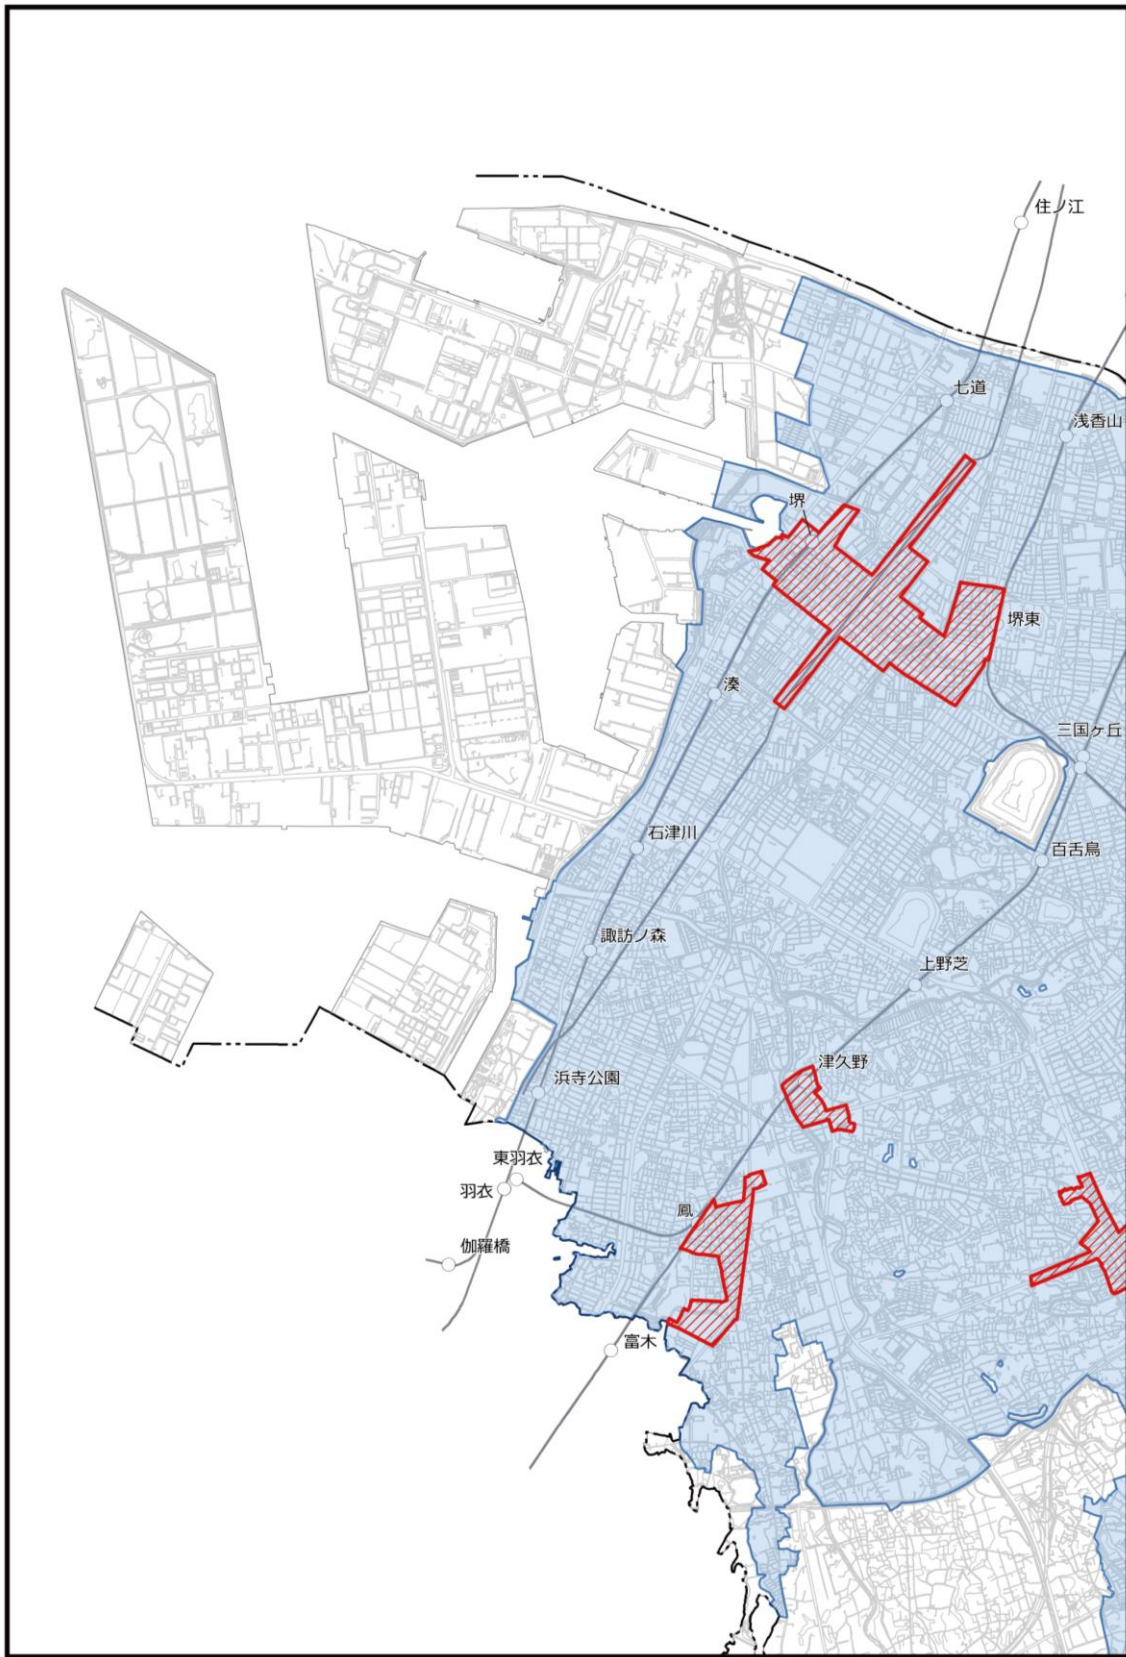 住ノ江
七道
浅香山
堺
堺東
湊
三国ヶ丘
石津川
百舌鳥
諏訪ノ森
上野芝
津久野
浜寺公園
東羽衣
羽衣
鳳
伽羅橋
富木